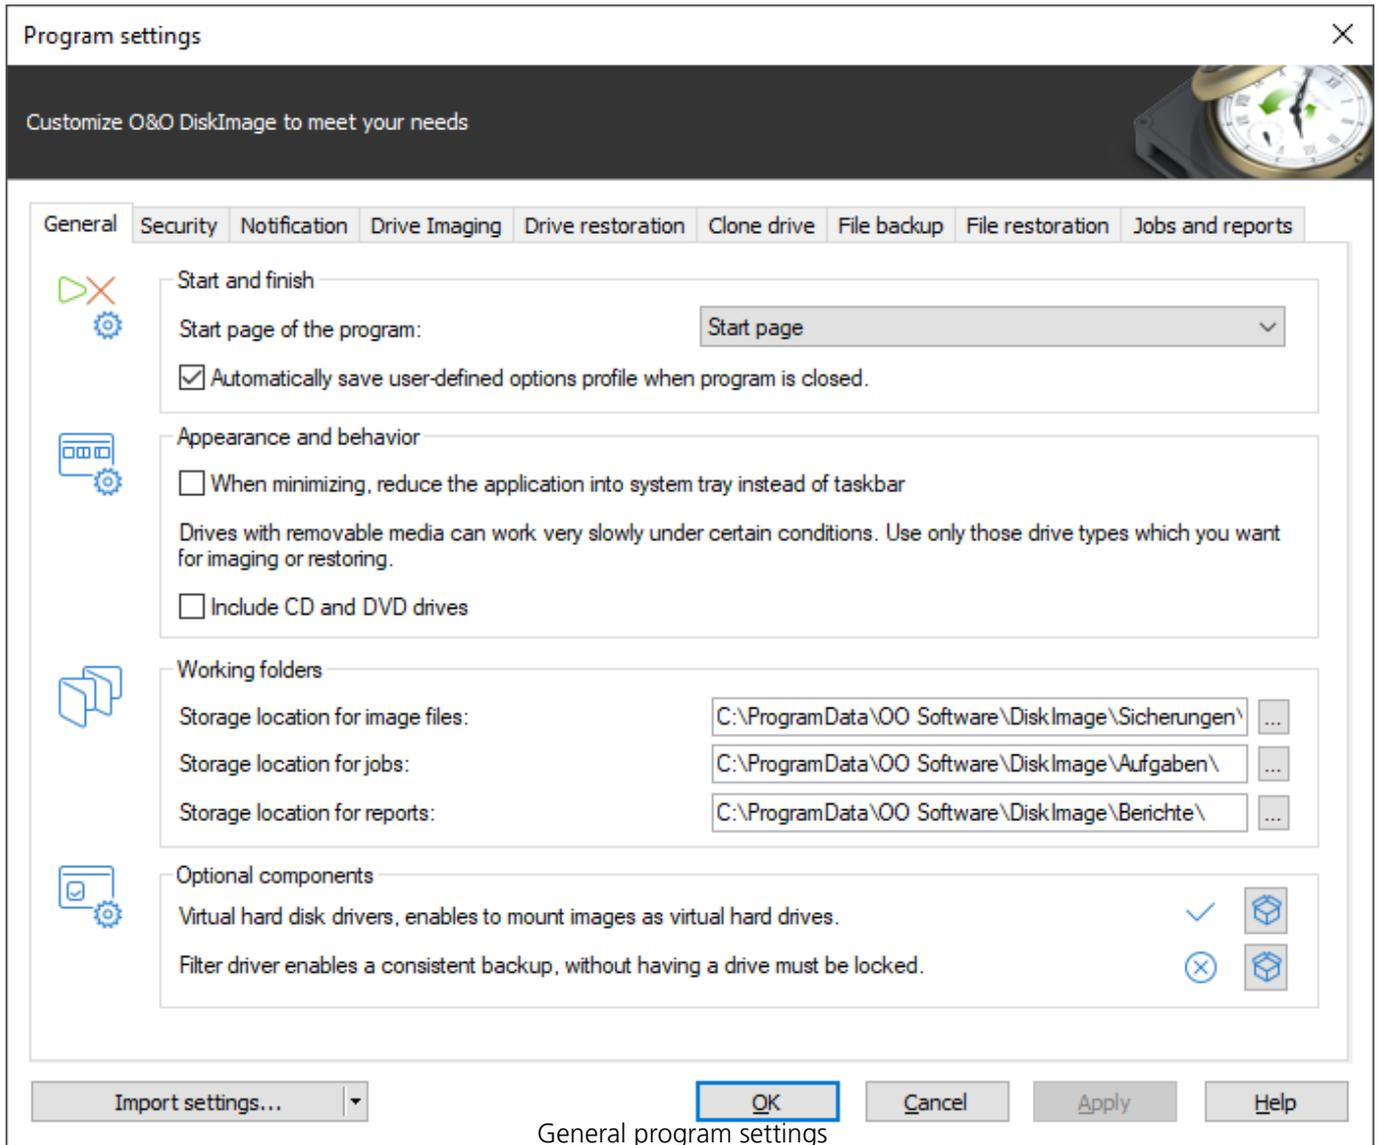 Program settings
Customize O&O DiskImage to meet your needs
General Security Notification Drive Imaging Drive restoration Clone drive File backup File restoration Jobs and reports
Start and finish
Start page of the program: Start page
Automatically save user-defined options profile when program is closed.
Appearance and behavior
When minimizing, reduce the application into system tray instead of taskbar
Drives with removable media can work very slowly under certain conditions. Use only those drive types which you want
for imaging or restoring.
Include CD and DVD drives
Working folders
Storage location for image files: C:\ProgramData\OO Software\DiskImage\Sicherungen\ ...
Storage location for jobs: C:\ProgramData\OO Software\DiskImage\Aufgaben\ ...
Storage location for reports: C:\ProgramData\OO Software\DiskImage\Berichte\ ...
Optional components
Virtual hard disk drivers, enables to mount images as virtual hard drives.
Filter driver enables a consistent backup, without having a drive must be locked.
Import settings... OK Cancel Apply Help
General program settings